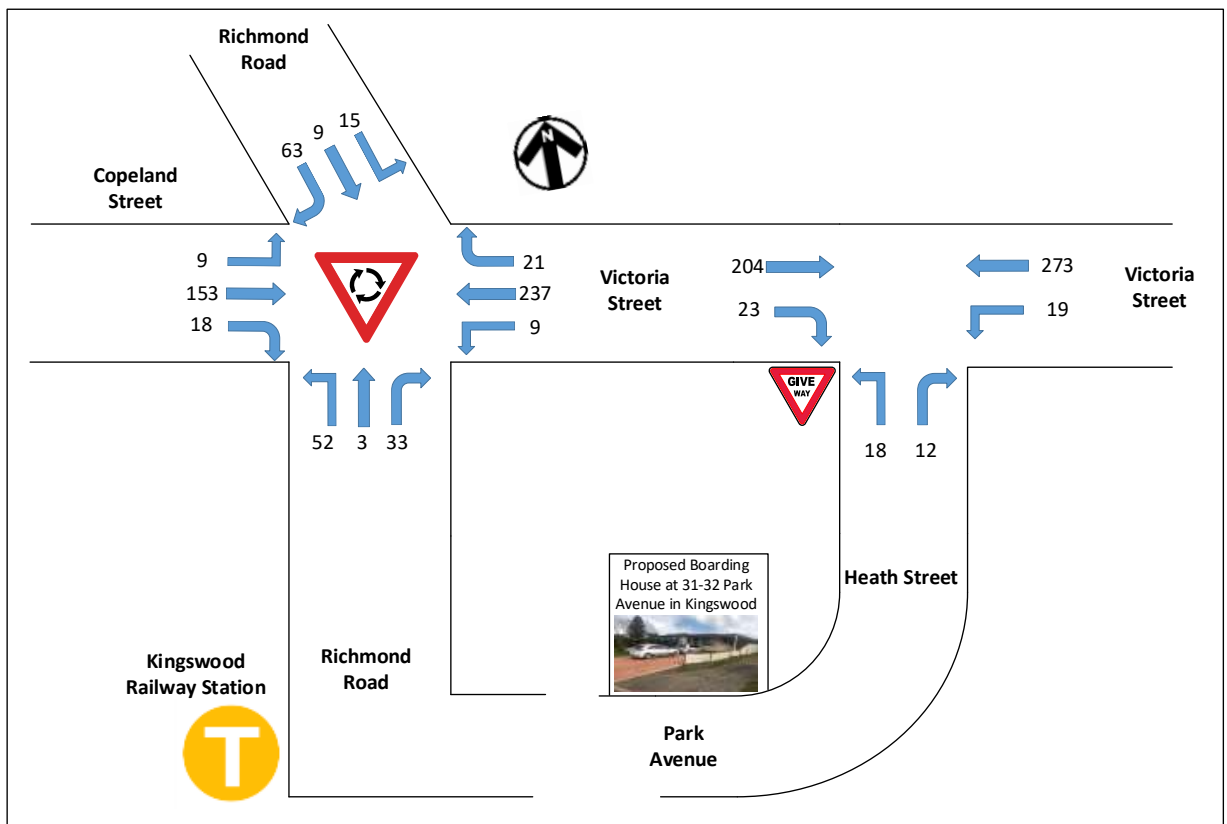 Richmond
Road
15
9
63
N
Copeland
Street
9
153
18
21
237
9
Victoria
Street
204
23
273
19
Victoria
Street
GIVE
WAY
52 3 33
18 12
Proposed Boarding
House at 31-32 Park
Avenue in Kingswood
Heath Street
Kingswood
Railway Station
T
Richmond
Road
Park
Avenue